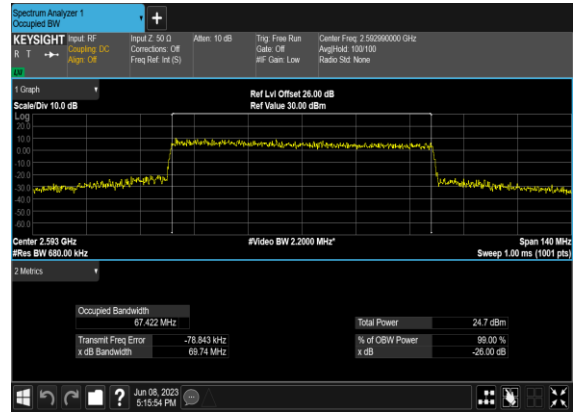 Spectrum Analyzer 1
Occupied BW
KEYSIGHT Input: RF Input Z: 50 Ω Atten: 10 dB Trig: Free Run Center Freq: 2.592990000 GHz
R T Coupling: DC Corrections: Off Gate: Off Avg|Hold: 100/100
Align: Off Freq Ref: Int (S) #IF Gain: Low Radio Std: None
LXI
1 Graph Ref Lvl Offset 26.00 dB
Scale/Div 10.0 dB Ref Value 30.00 dBm
Log
20.0
10.0
0.00
-10.0
-20.0
-30.0
-40.0
-50.0
-60.0
Center 2.593 GHz #Video BW 2.2000 MHz* Span 140 MHz
#Res BW 680.00 kHz Sweep 1.00 ms (1001 pts)
2 Metrics
Occupied Bandwidth
67.422 MHz Total Power 24.7 dBm
Transmit Freq Error -78.843 kHz % of OBW Power 99.00 %
x dB Bandwidth 69.74 MHz x dB -26.00 dB
? Jun 08, 2023
5:15:54 PM